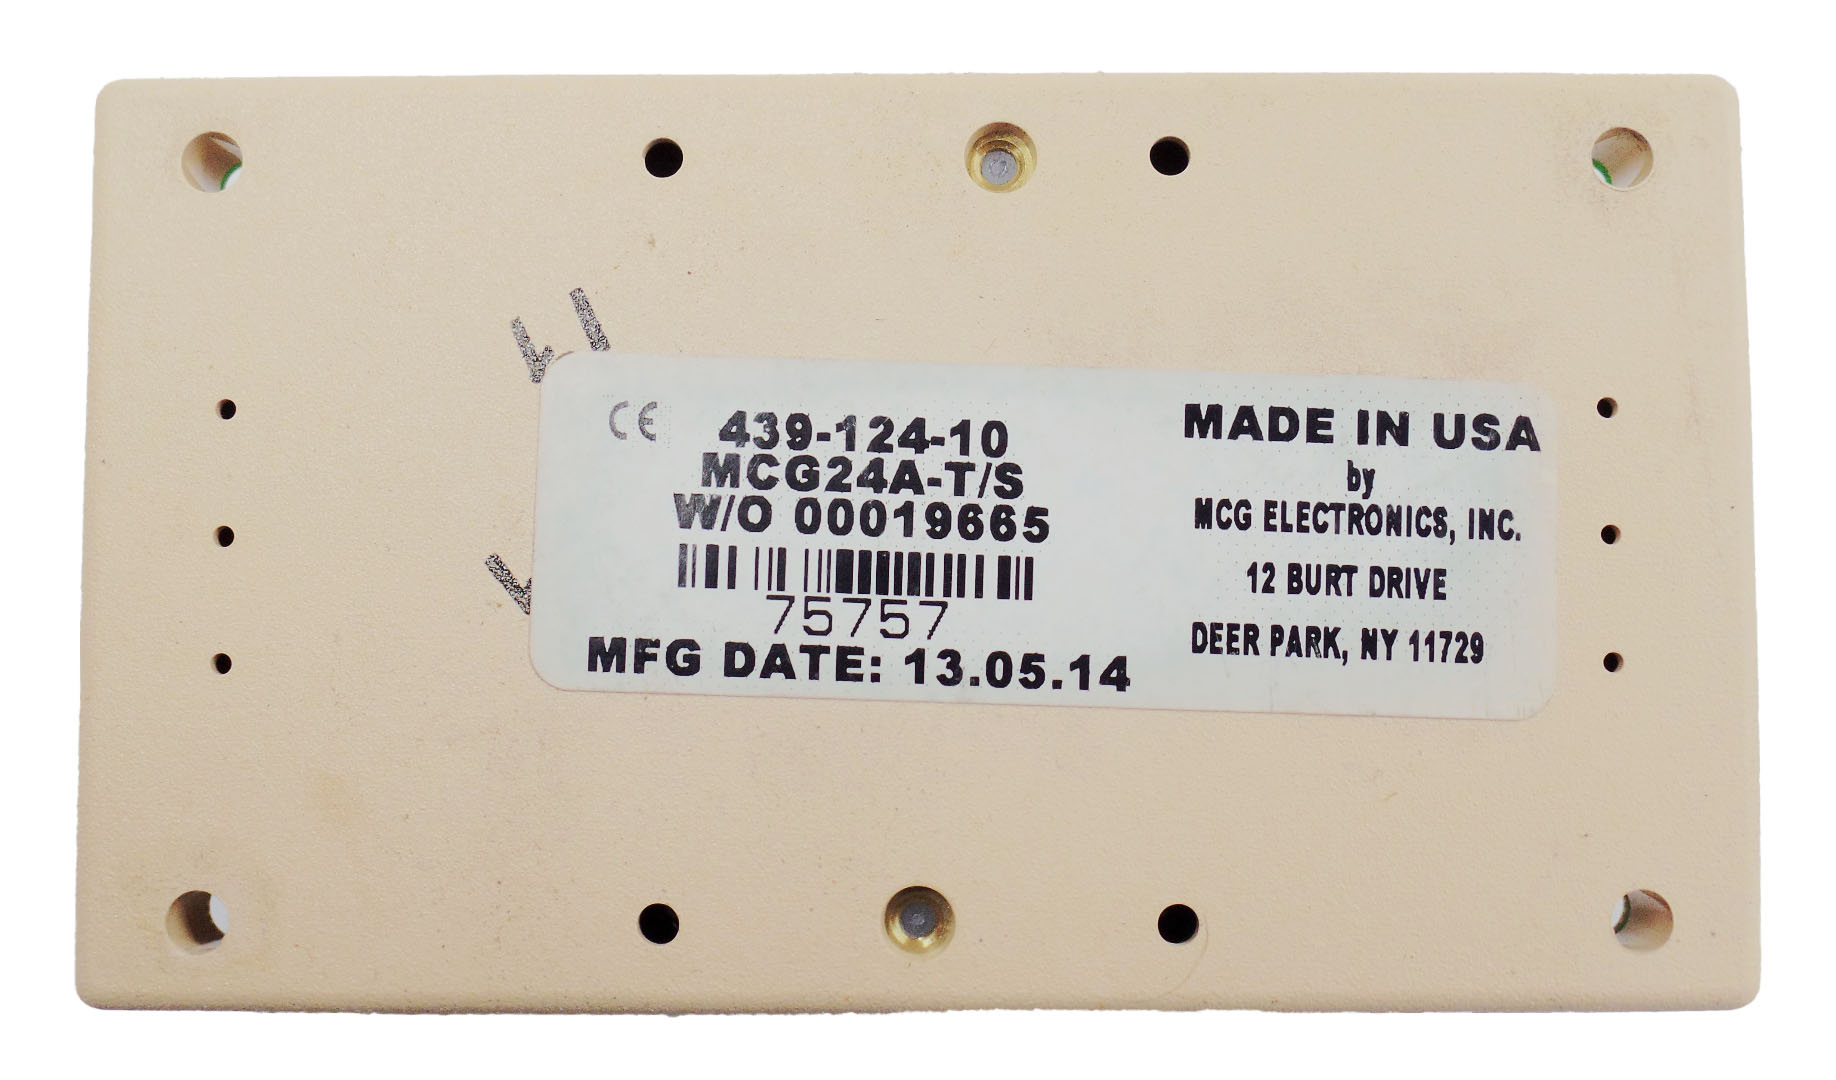 CE 439-124-10
MCG24A-T/S
W/O 00019665
75757
MFG DATE: 13.05.14
MADE IN USA
by
MCG ELECTRONICS, INC.
12 BURT DRIVE
DEER PARK, NY 11729